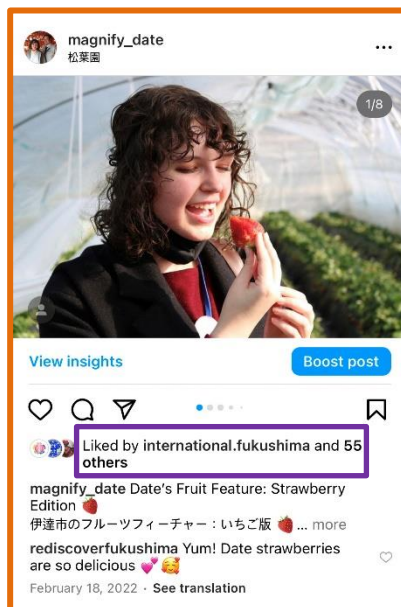 magnify_date
松葉園
1/8
View insights
Boost post
Liked by international.fukushima and 55
others
magnify_date Date's Fruit Feature: Strawberry
Edition 🍓
伊達市のフルーツフィーチャー：いちご版 🍓 ... more
rediscoverfukushima Yum! Date strawberries
are so delicious 💕🥰
February 18, 2022 · See translation